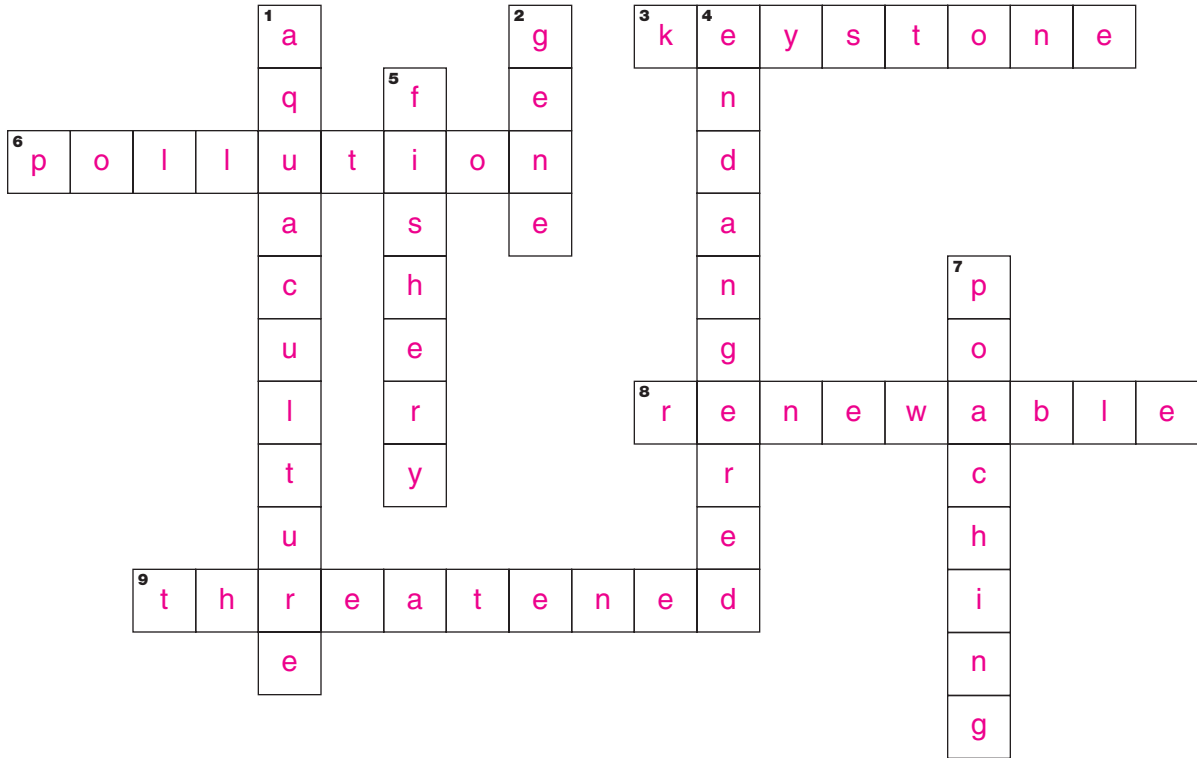 1 a 2 g 3 k 4 e y s t o n e
q 5 f e n
6 p o l l u t i o n d
a s e a
c h n 7 p
u e g o
l r 8 r e n e w a b l e
t y r c
u e h
9 t h r e a t e n e d i
e n
g